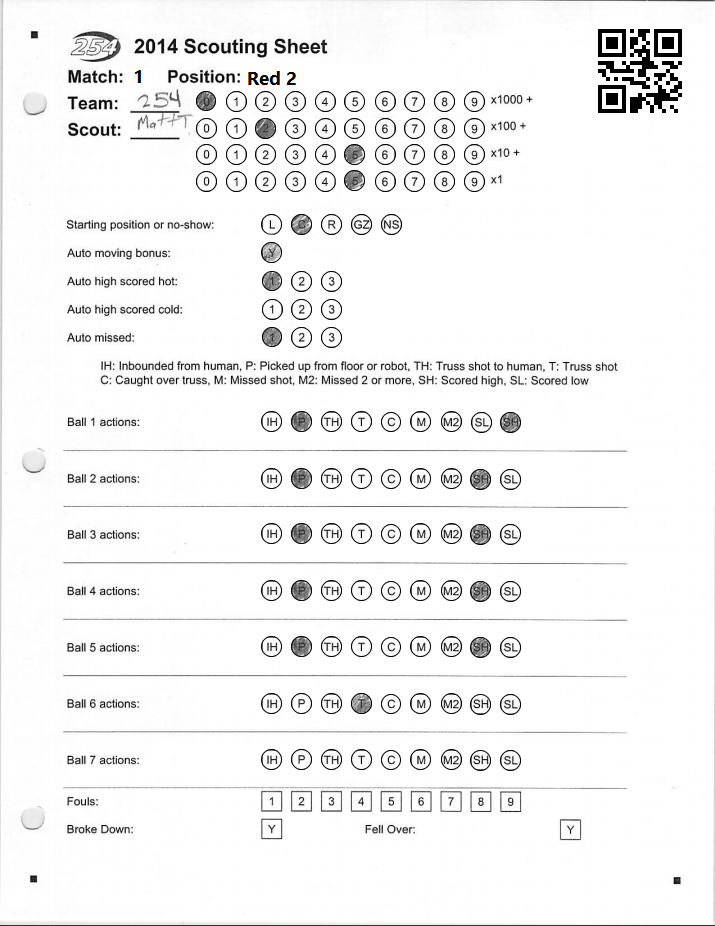 254 2014 Scouting Sheet
Match: 1 Position: Red 2
Team: 254 0 1 2 3 4 5 6 7 8 9 x1000 +
Scout: MattT 0 1 2 3 4 5 6 7 8 9 x100 +
0 1 2 3 4 5 6 7 8 9 x10 +
0 1 2 3 4 5 6 7 8 9 x1
Starting position or no-show: L C R GZ NS
Auto moving bonus: Y
Auto high scored hot: 1 2 3
Auto high scored cold: 1 2 3
Auto missed: 1 2 3
IH: Inbounded from human, P: Picked up from floor or robot, TH: Truss shot to human, T: Truss shot
C: Caught over truss, M: Missed shot, M2: Missed 2 or more, SH: Scored high, SL: Scored low
Ball 1 actions: IH P TH T C M M2 SL SH
Ball 2 actions: IH P TH T C M M2 SH SL
Ball 3 actions: IH P TH T C M M2 SH SL
Ball 4 actions: IH P TH T C M M2 SH SL
Ball 5 actions: IH P TH T C M M2 SH SL
Ball 6 actions: IH P TH T C M M2 SH SL
Ball 7 actions: IH P TH T C M M2 SH SL
Fouls: 1 2 3 4 5 6 7 8 9
Broke Down: Y Fell Over: Y